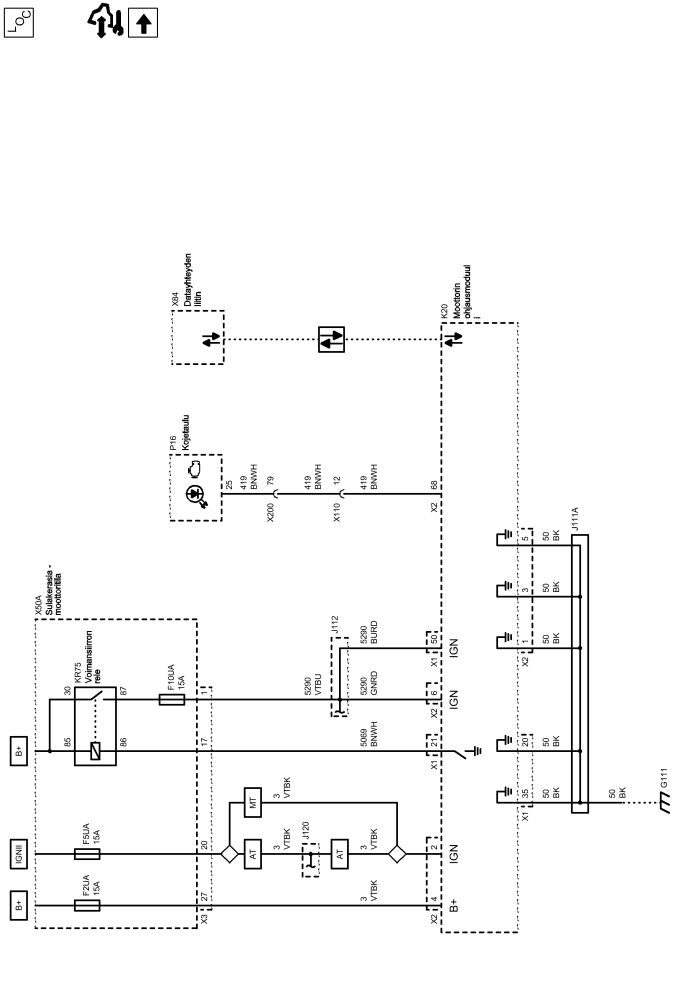 LOC
X84
Datayhteyden
liitin
K20
Moottorin
ohjausmoduul
i
P16
Kojetaulu
25
419
BNWH
79
X200
419
BNWH
12
X110
419
BNWH
68
X2
X50A
Sulakerasia -
moottoritila
KR75
Voimansiirron
rele
30
87
85
86
F10UA
15A
B+
IGNII
B+
F5UA
15A
F2UA
15A
1
17
20
27
X3
J112
5290
VTBU
5290
BURD
5290
GNRD
5069
BNWH
MT
3
VTBK
AT
3
VTBK
J120
AT
3
VTBK
3
VTBK
X1
50
IGN
X2
6
IGN
X1
21
2
IGN
X2
4
B+
5
50
BK
3
50
BK
X2
1
50
BK
20
50
BK
X1
35
50
BK
J111A
50
BK
G111